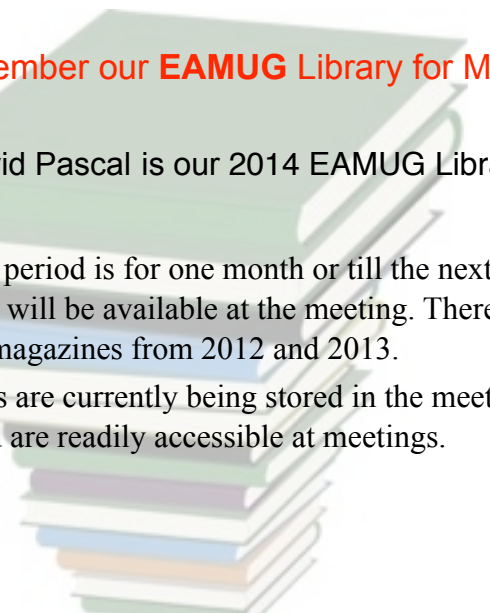 ember our EAMUG Library for M
vid Pascal is our 2014 EAMUG Libra
period is for one month or till the next
will be available at the meeting. There
magazines from 2012 and 2013.
s are currently being stored in the meet
are readily accessible at meetings.